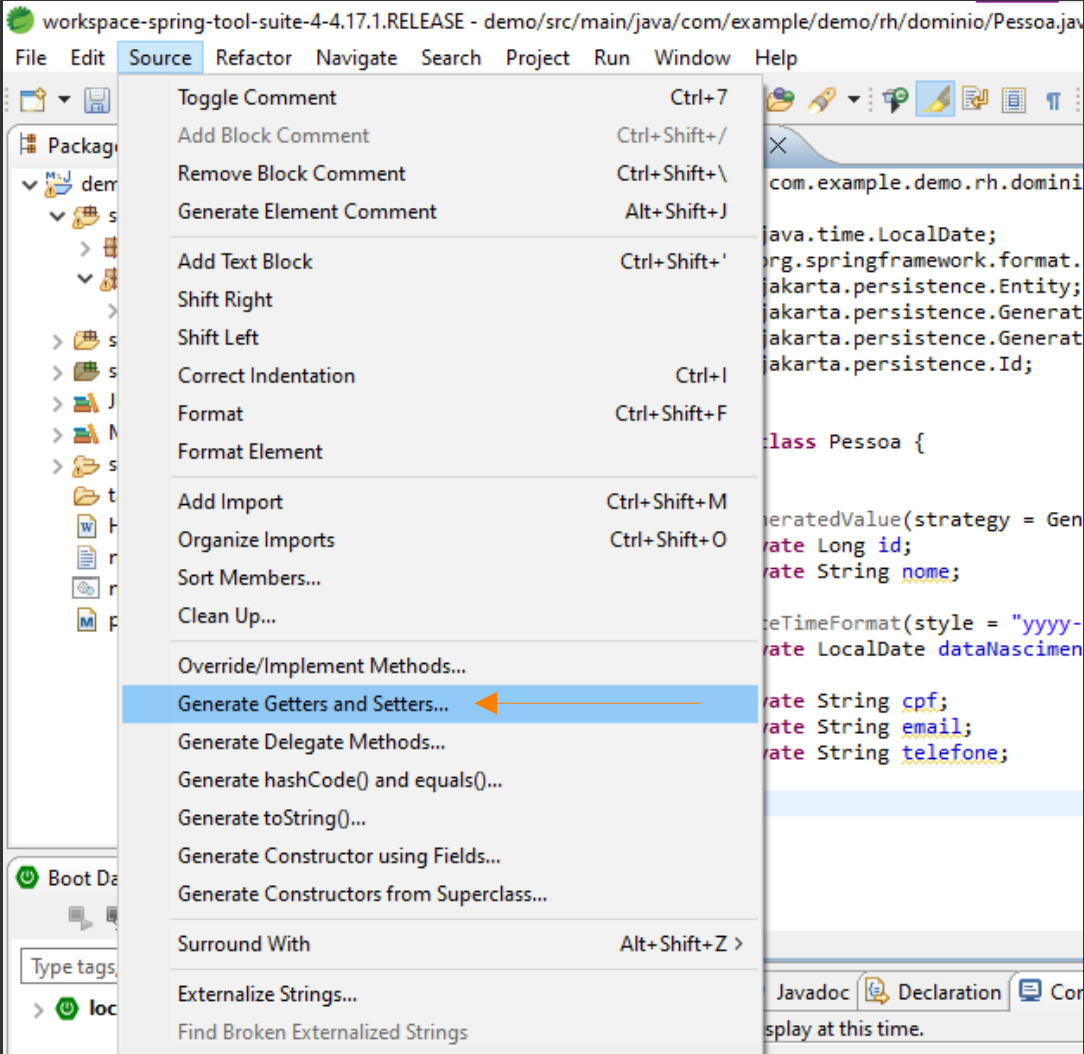 workspace-spring-tool-suite-4-4.17.1.RELEASE - demo/src/main/java/com/example/demo/rh/dominio/Pessoa.jav
File Edit Source Refactor Navigate Search Project Run Window Help
Toggle Comment Ctrl+7
Add Block Comment Ctrl+Shift+/
Remove Block Comment Ctrl+Shift+\
Generate Element Comment Alt+Shift+J
Add Text Block Ctrl+Shift+'
Shift Right
Shift Left
Correct Indentation Ctrl+I
Format Ctrl+Shift+F
Format Element
Add Import Ctrl+Shift+M
Organize Imports Ctrl+Shift+O
Sort Members...
Clean Up...
Override/Implement Methods...
Generate Getters and Setters...
Generate Delegate Methods...
Generate hashCode() and equals()...
Generate toString()...
Generate Constructor using Fields...
Generate Constructors from Superclass...
Surround With Alt+Shift+Z >
Externalize Strings...
Find Broken Externalized Strings
Packag
dem
s
s
s
J
M
s
t
H
m
m
p
Boot Da
Type tags,
loc
com.example.demo.rh.domini
java.time.LocalDate;
org.springframework.format.
jakarta.persistence.Entity;
jakarta.persistence.Generat
jakarta.persistence.Generat
jakarta.persistence.Id;
class Pessoa {
neratedValue(strategy = Gen
vate Long id;
vate String nome;
teTimeFormat(style = "yyyy-
vate LocalDate dataNascimen
vate String cpf;
vate String email;
vate String telefone;
Javadoc Declaration Con
splay at this time.